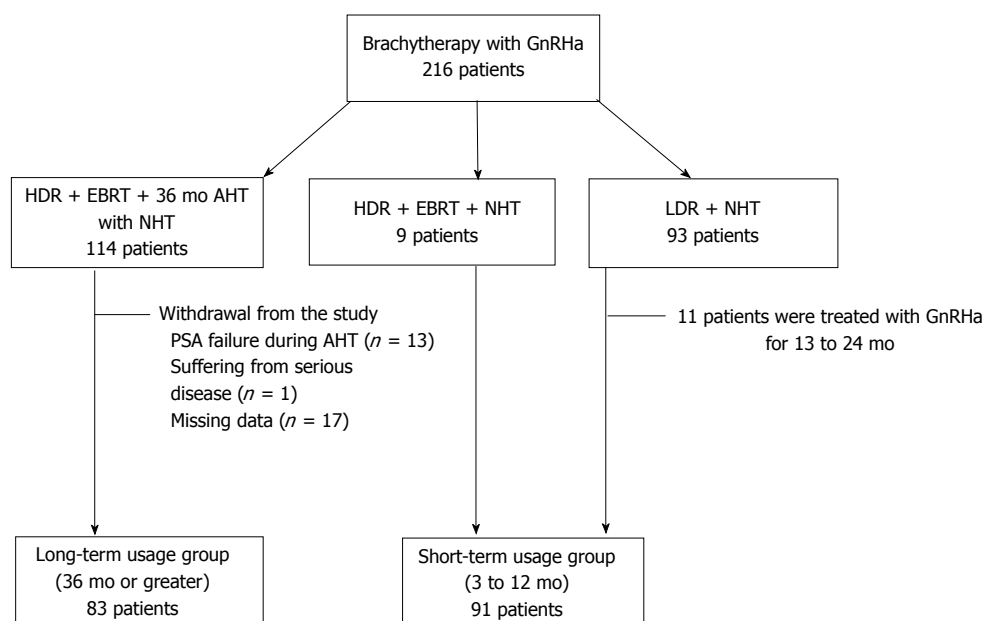 Brachytherapy with GnRHa
216 patients
HDR + EBRT + 36 mo AHT
with NHT
114 patients
HDR + EBRT + NHT
9 patients
LDR + NHT
93 patients
Withdrawal from the study
PSA failure during AHT (n = 13)
Suffering from serious
disease (n = 1)
Missing data (n = 17)
11 patients were treated with GnRHa
for 13 to 24 mo
Long-term usage group
(36 mo or greater)
83 patients
Short-term usage group
(3 to 12 mo)
91 patients